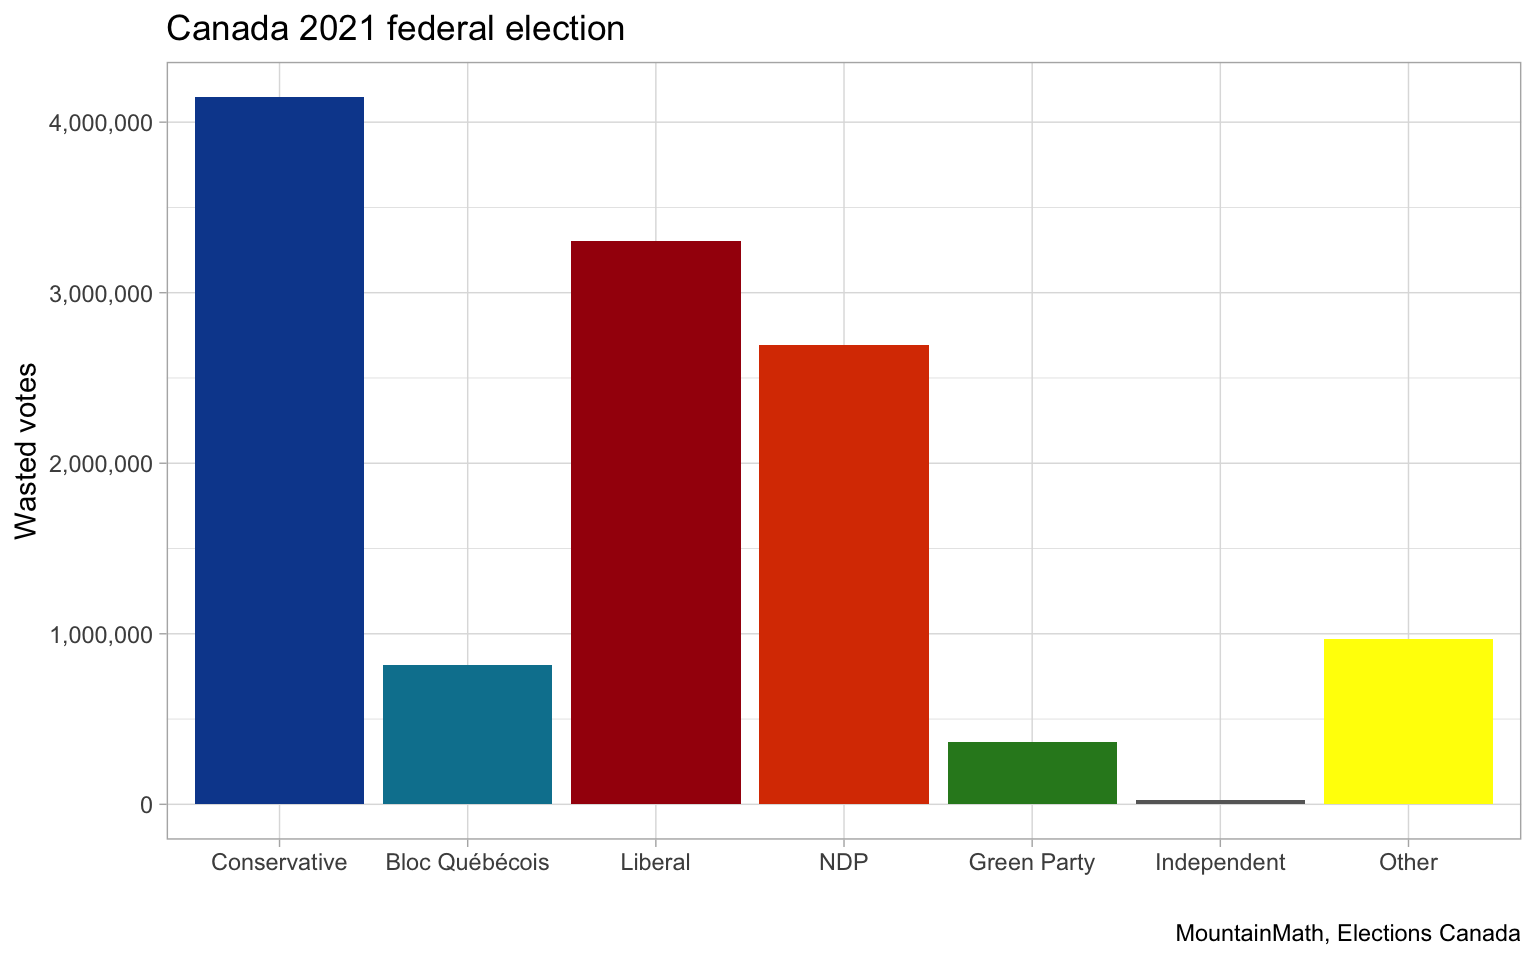 Canada 2021 federal election
Wasted votes
4,000,000
3,000,000
2,000,000
1,000,000
0
Conservative
Bloc Québécois
Liberal
NDP
Green Party
Independent
Other
MountainMath, Elections Canada